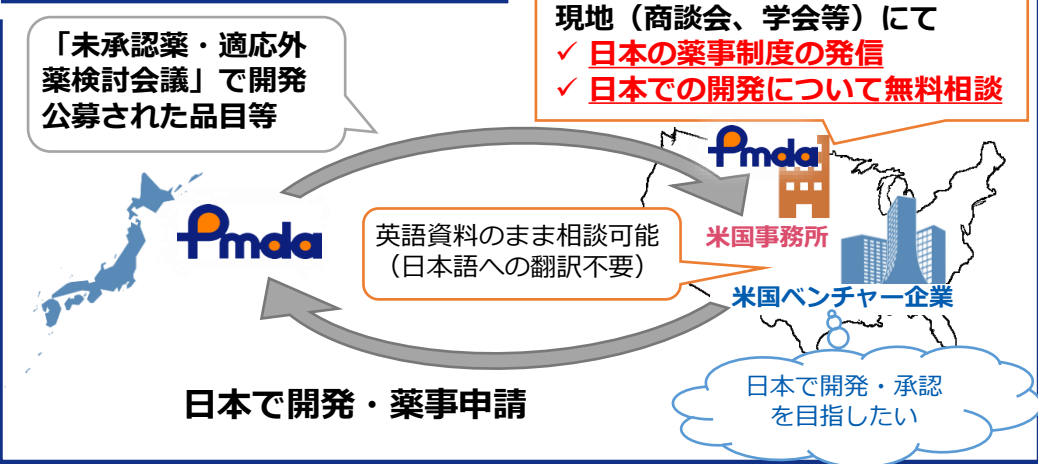 「未承認薬・適応外
薬検討会議」で開発
公募された品目等
現地（商談会、学会等）にて
✓ 日本の薬事制度の発信
✓ 日本での開発について無料相談
Pmda
Pmda
英語資料のまま相談可能
（日本語への翻訳不要）
米国事務所
米国ベンチャー企業
日本で開発・薬事申請
日本で開発・承認
を目指したい